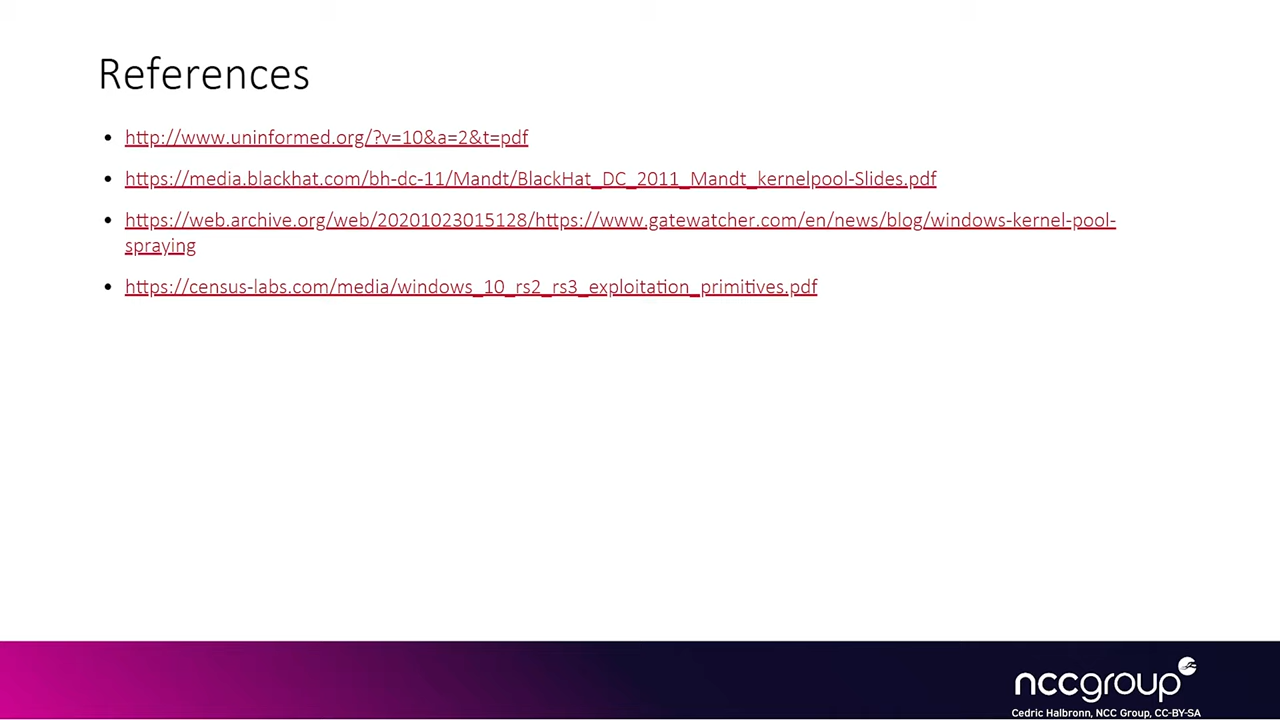 References
• http://www.uninformed.org/?v=10&a=2&t=pdf
• https://media.blackhat.com/bh-dc-11/Mandt/BlackHat_DC_2011_Mandt_kernelpool-Slides.pdf
• https://web.archive.org/web/20201023015128/https://www.gatewatcher.com/en/news/blog/windows-kernel-pool-
spraying
• https://census-labs.com/media/windows_10_rs2_rs3_exploitation_primitives.pdf
nccgroup
Cedric Halbronn, NCC Group, CC-BY-SA